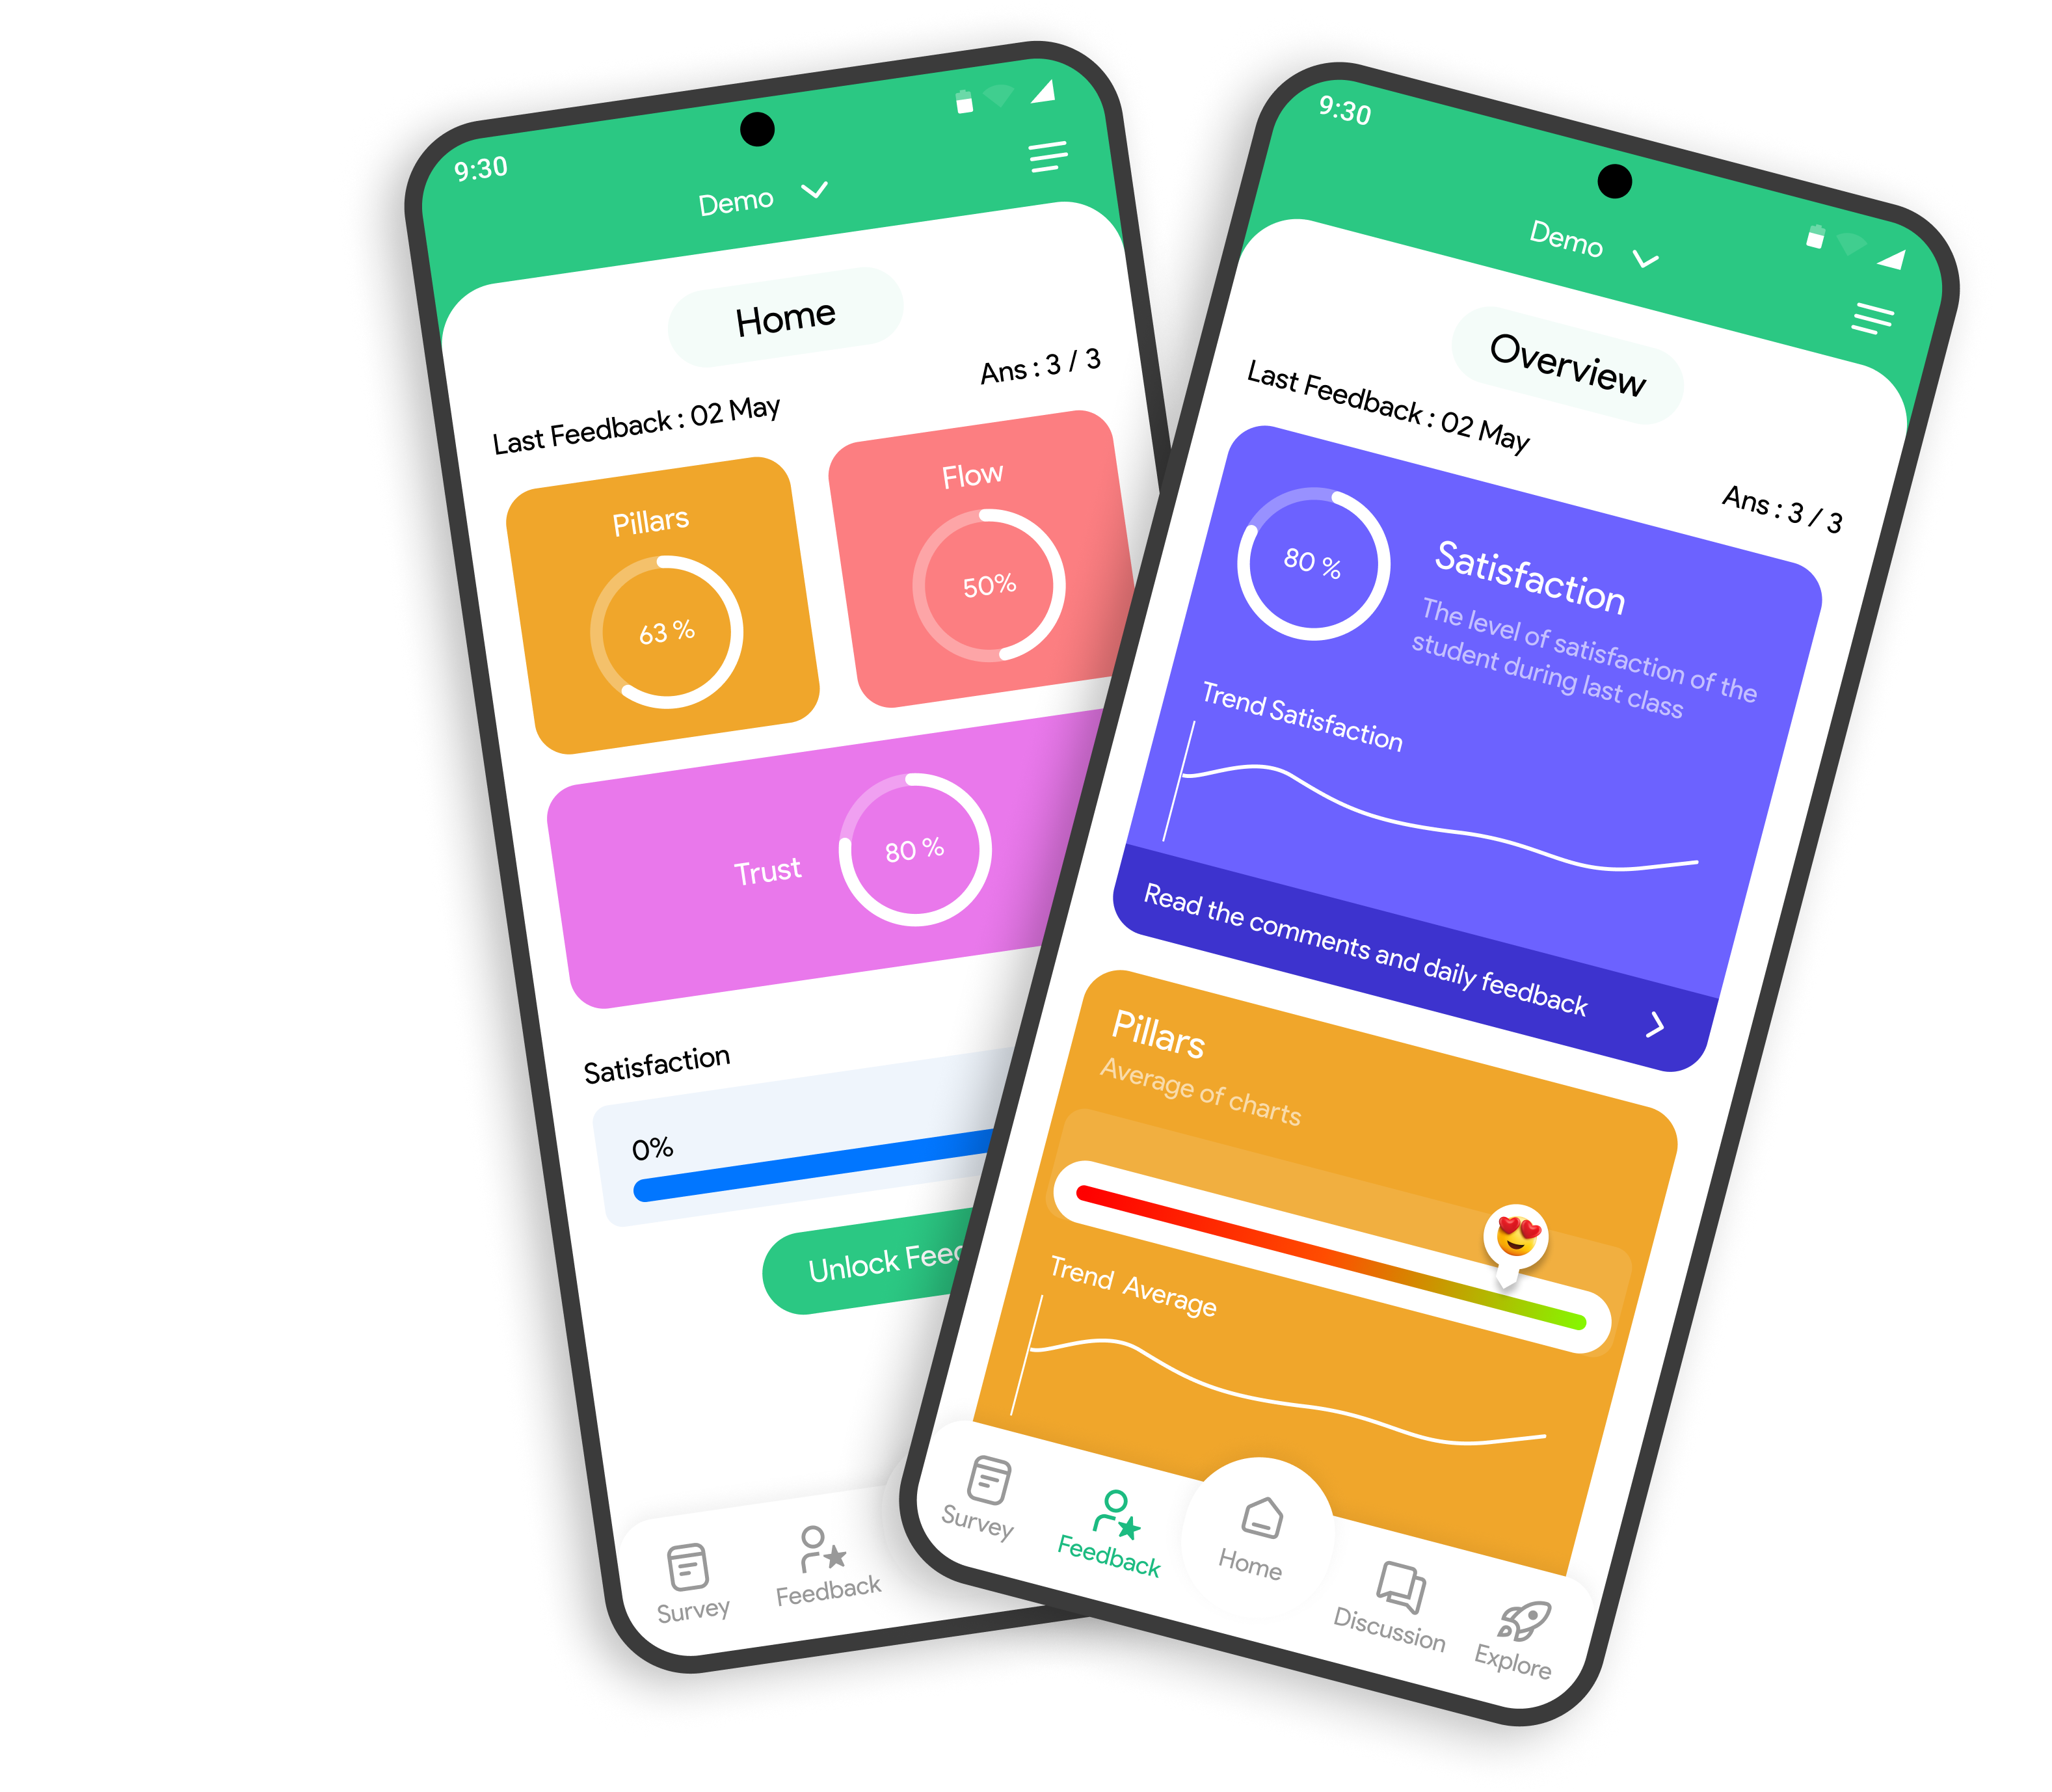 9:30
Demo
Home
Ans : 3 / 3
Last Feedback : 02 May
Pillars
63 %
Flow
50%
Trust
80 %
Satisfaction
0%
Unlock
Survey
Feedback
9:30
Demo
Overview
Last Feedback : 02 May
Ans : 3 / 3
80 %
Satisfaction
The level of satisfaction of the
student during last class
Trend Satisfaction
Read the comments and daily feedback
Pillars
Average of charts
Trend Average
Survey
Feedback
Home
Discussion
Explore